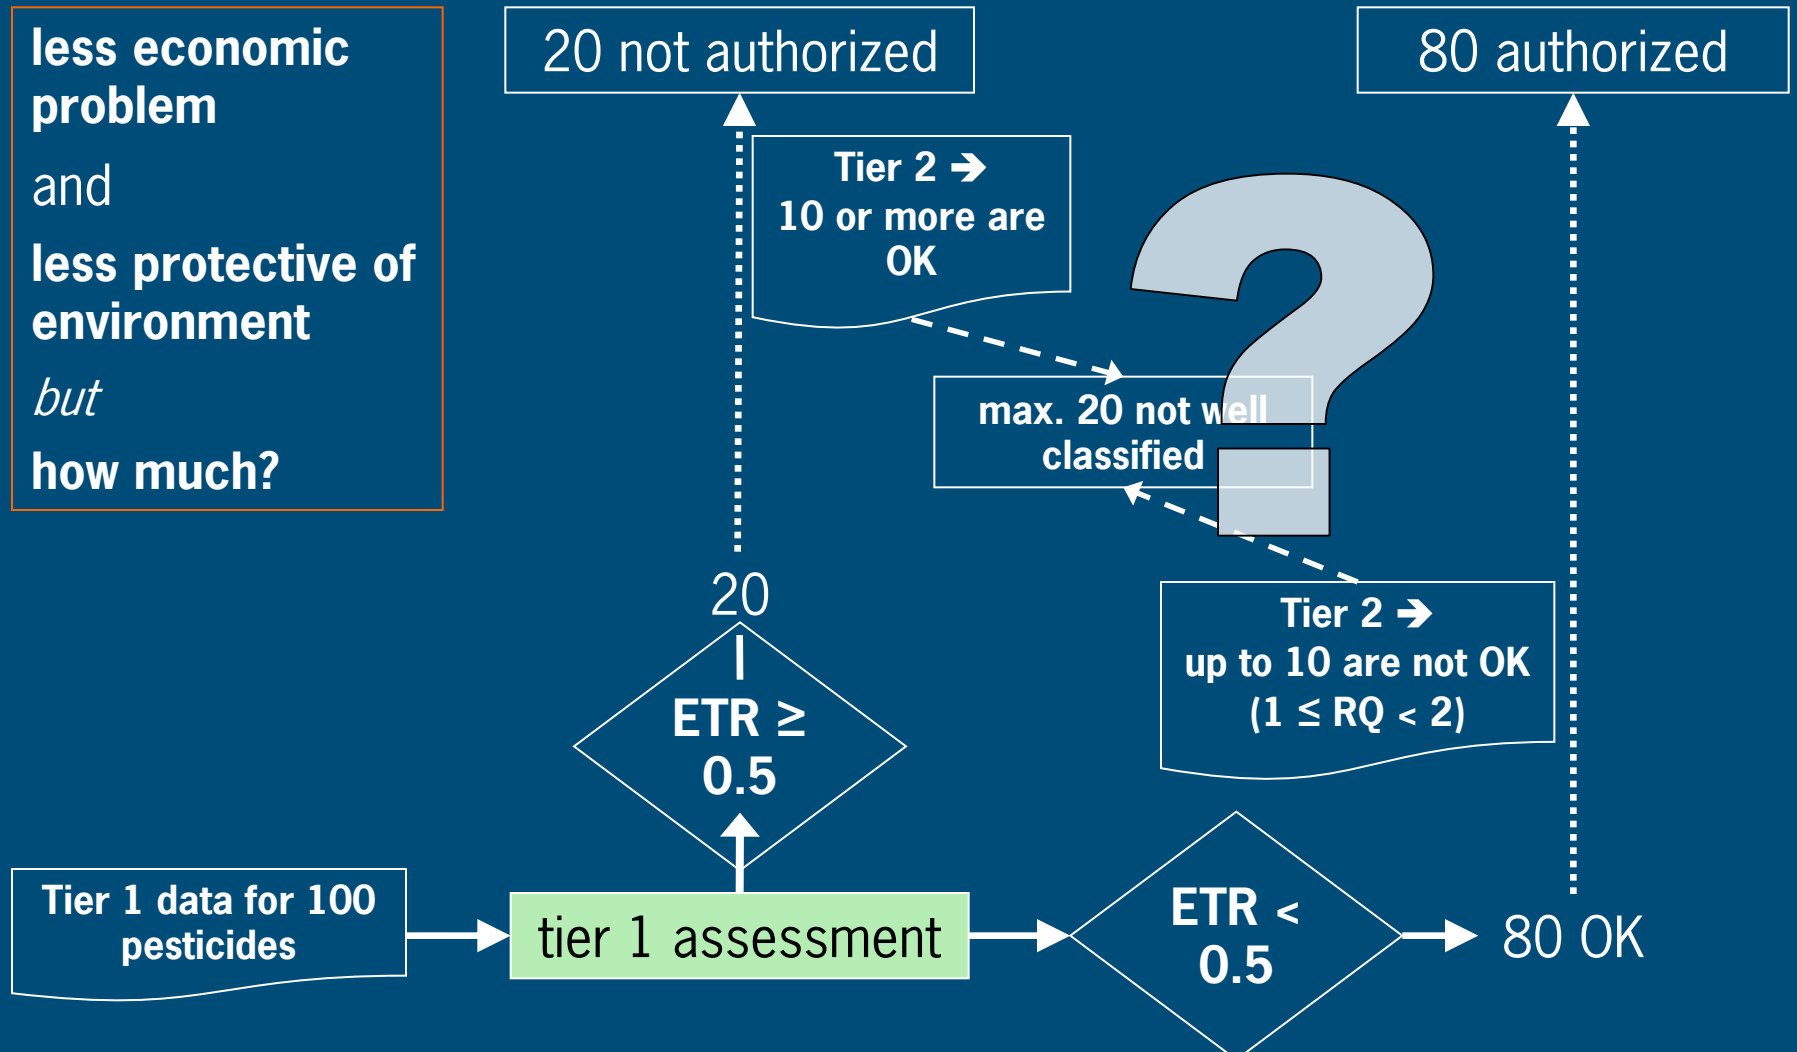 less economic
problem
and
less protective of
environment
but
how much?
20 not authorized
80 authorized
Tier 2 ➔
10 or more are
OK
max. 20 not well
classified
?
20
Tier 2 ➔
up to 10 are not OK
(1 ≤ RQ < 2)
ETR ≥
0.5
Tier 1 data for 100
pesticides
tier 1 assessment
ETR <
0.5
80 OK